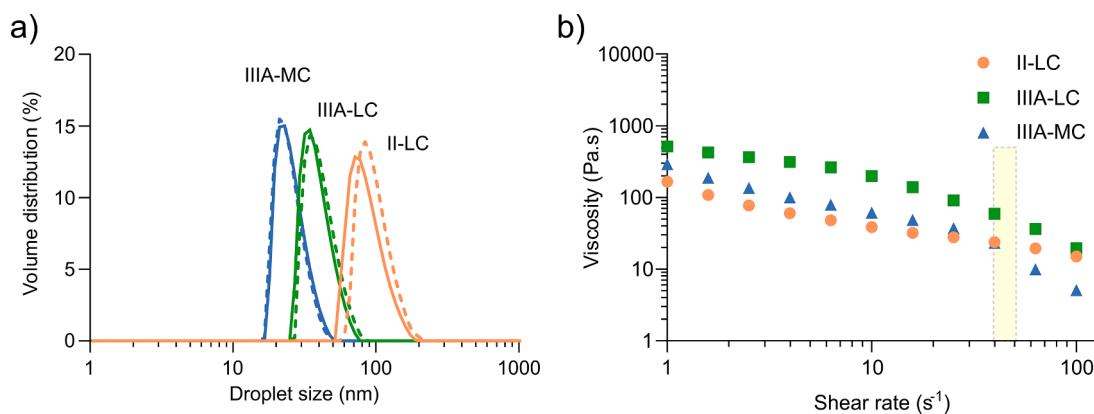 a)
Volume distribution (%)
20
15
10
5
0
IIIA-MC
IIIA-LC
II-LC
1
10
100
1000
Droplet size (nm)
b)
Viscosity (Pa.s)
10000
1000
100
10
1
II-LC
IIIA-LC
IIIA-MC
1
10
100
Shear rate (s⁻¹)